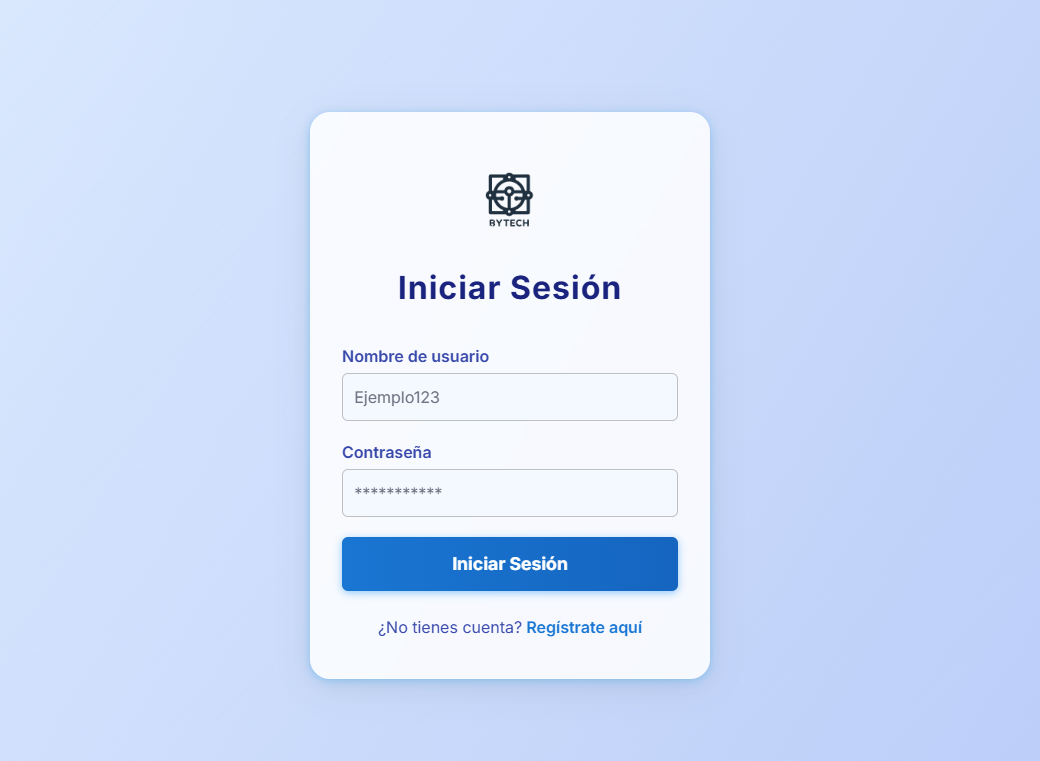 BYTECH
Iniciar Sesión
Nombre de usuario
Ejemplo123
Contraseña
***********
Iniciar Sesión
¿No tienes cuenta? Regístrate aquí